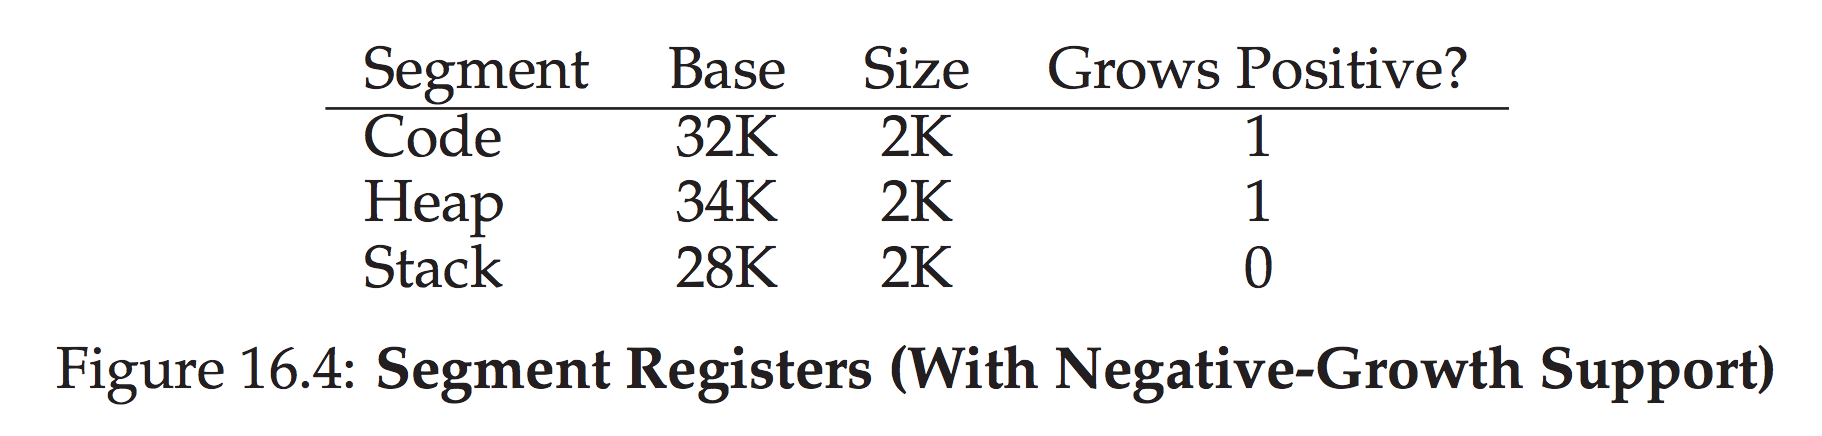 Segment Base Size Grows Positive?
Code 32K 2K 1
Heap 34K 2K 1
Stack 28K 2K 0
Figure 16.4: Segment Registers (With Negative-Growth Support)